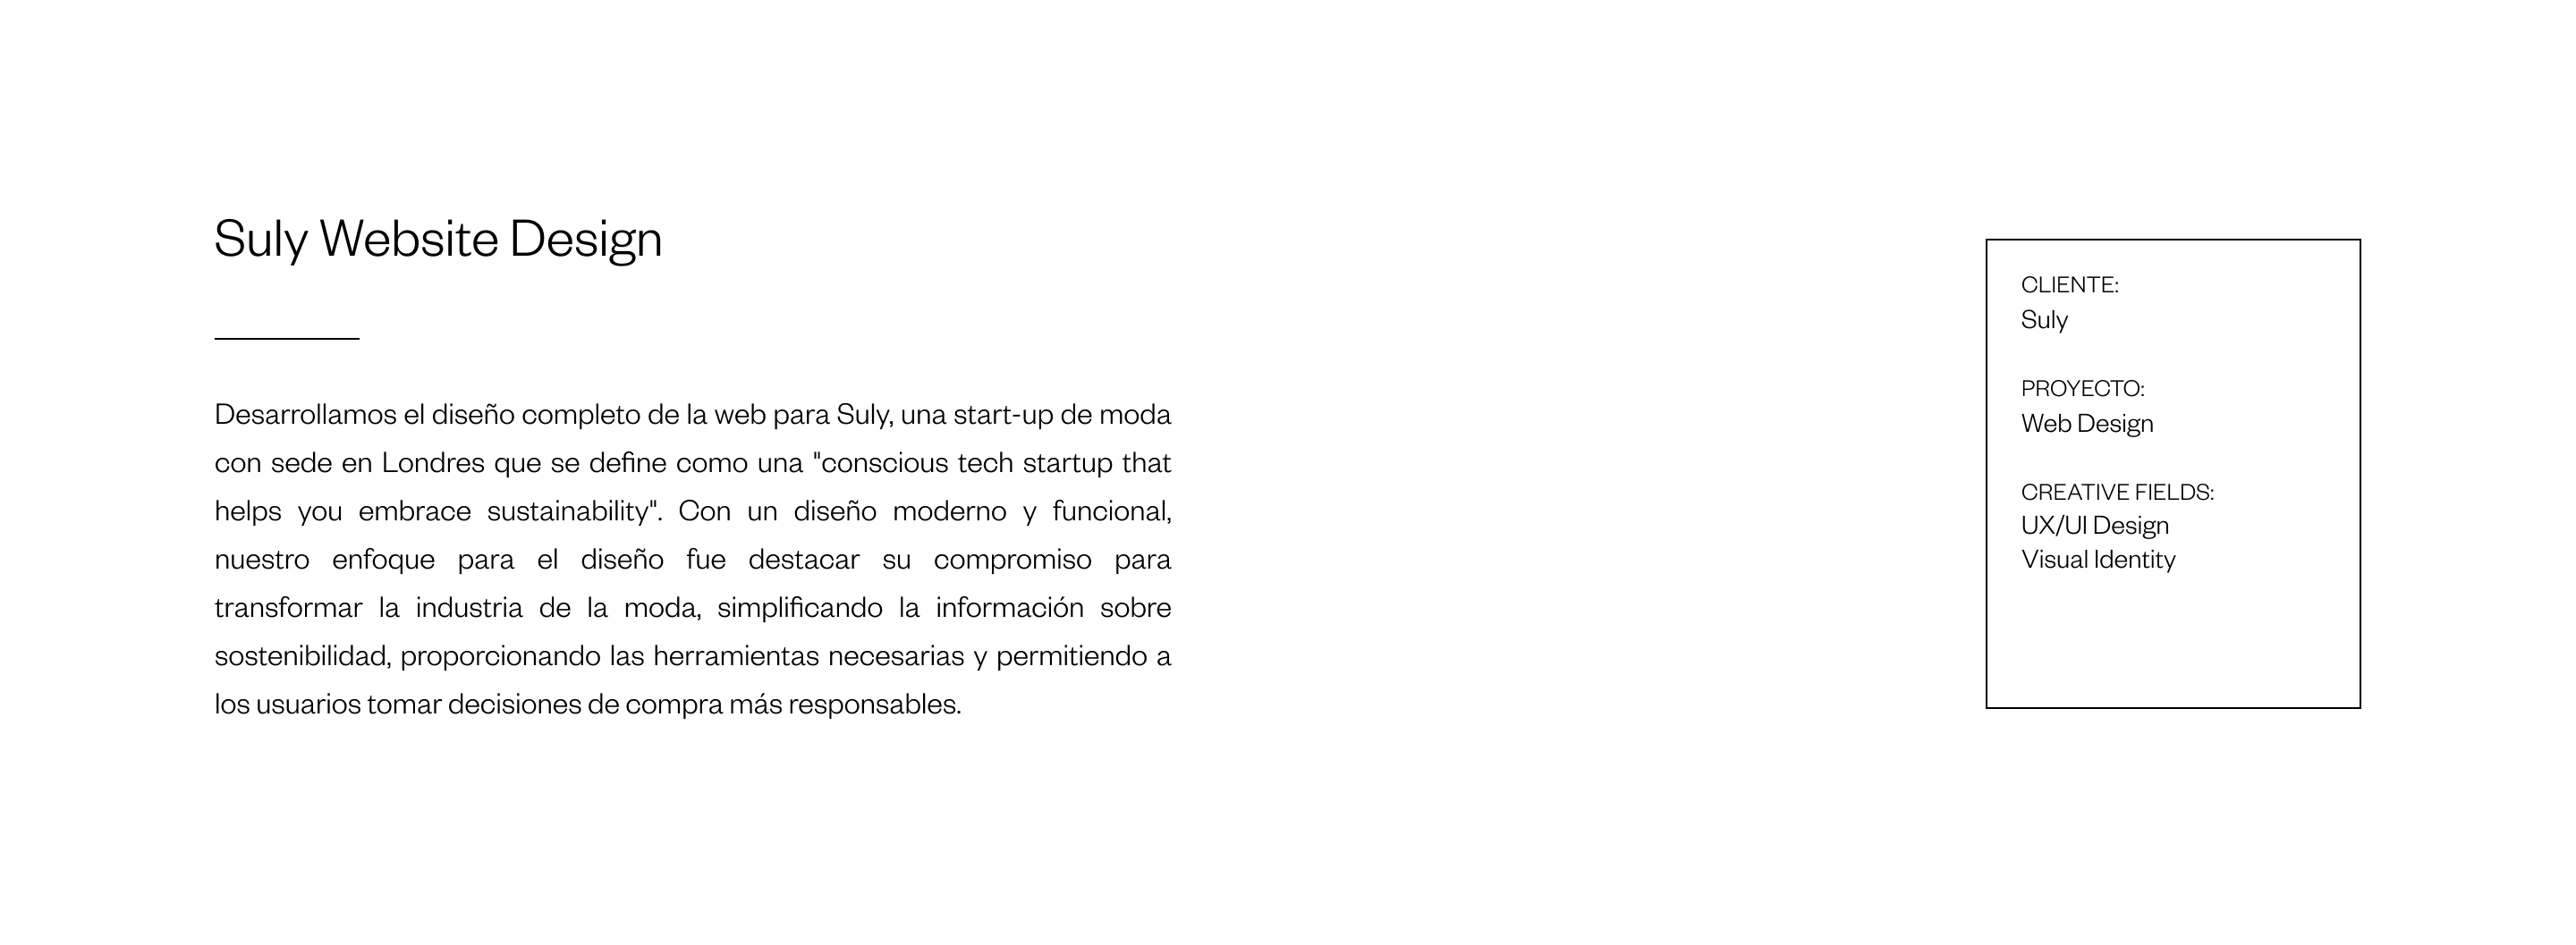 Suly Website Design
Desarrollamos el diseño completo de la web para Suly, una start-up de moda
con sede en Londres que se define como una "conscious tech startup that
helps you embrace sustainability". Con un diseño moderno y funcional,
nuestro enfoque para el diseño fue destacar su compromiso para
transformar la industria de la moda, simplificando la información sobre
sostenibilidad, proporcionando las herramientas necesarias y permitiendo a
los usuarios tomar decisiones de compra más responsables.
CLIENTE:
Suly
PROYECTO:
Web Design
CREATIVE FIELDS:
UX/UI Design
Visual Identity